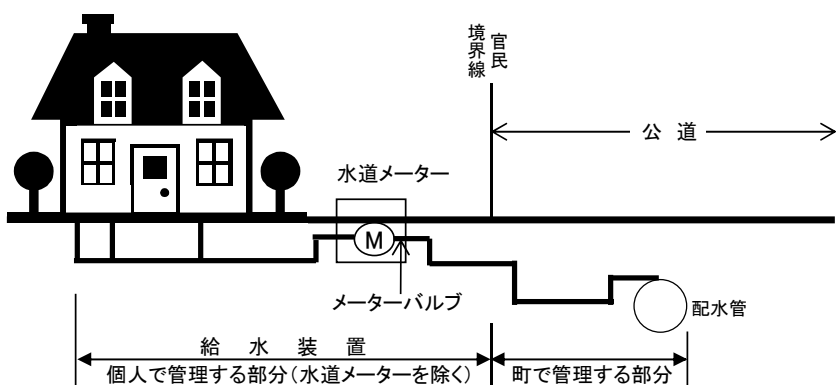 官民
境界線
公道
水道メーター
M
メーターバルブ
配水管
給水装置
個人で管理する部分(水道メーターを除く)
町で管理する部分